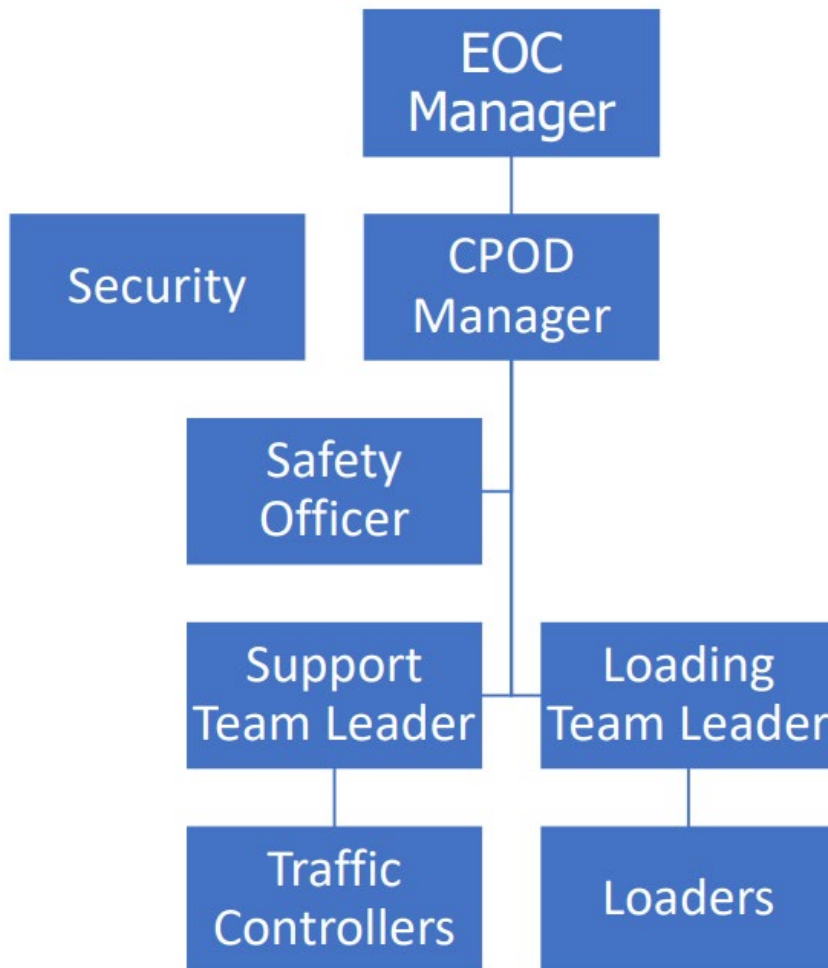 EOC
Manager
Security
CPOD
Manager
Safety
Officer
Support
Team Leader
Loading
Team Leader
Traffic
Controllers
Loaders